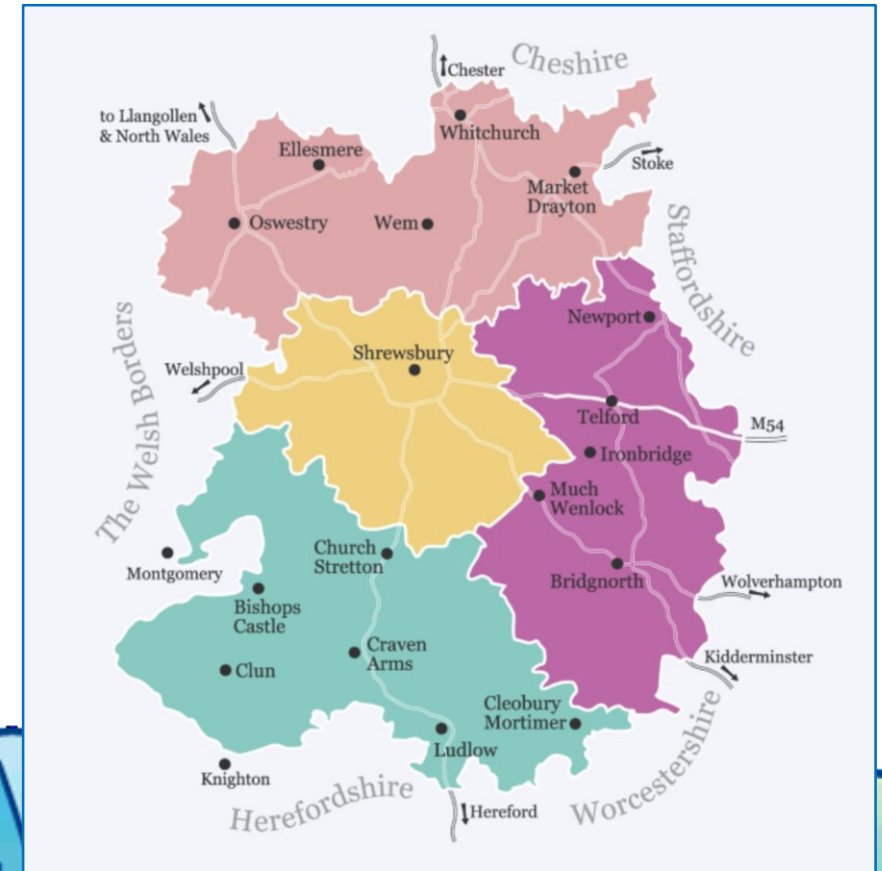 Cheshire
Chester
to Llangollen
& North Wales
Whitchurch
Ellesmere
Stoke
Market
Drayton
Oswestry
Wem
Staffordshire
Newport
Shrewsbury
Welshpool
The Welsh Borders
Telford
M54
Ironbridge
Much
Wenlock
Church
Stretton
Montgomery
Bridgnorth
Wolverhampton
Bishops
Castle
Craven
Arms
Clun
Kidderminster
Cleobury
Mortimer
Ludlow
Knighton
Herefordshire
Worcestershire
Hereford